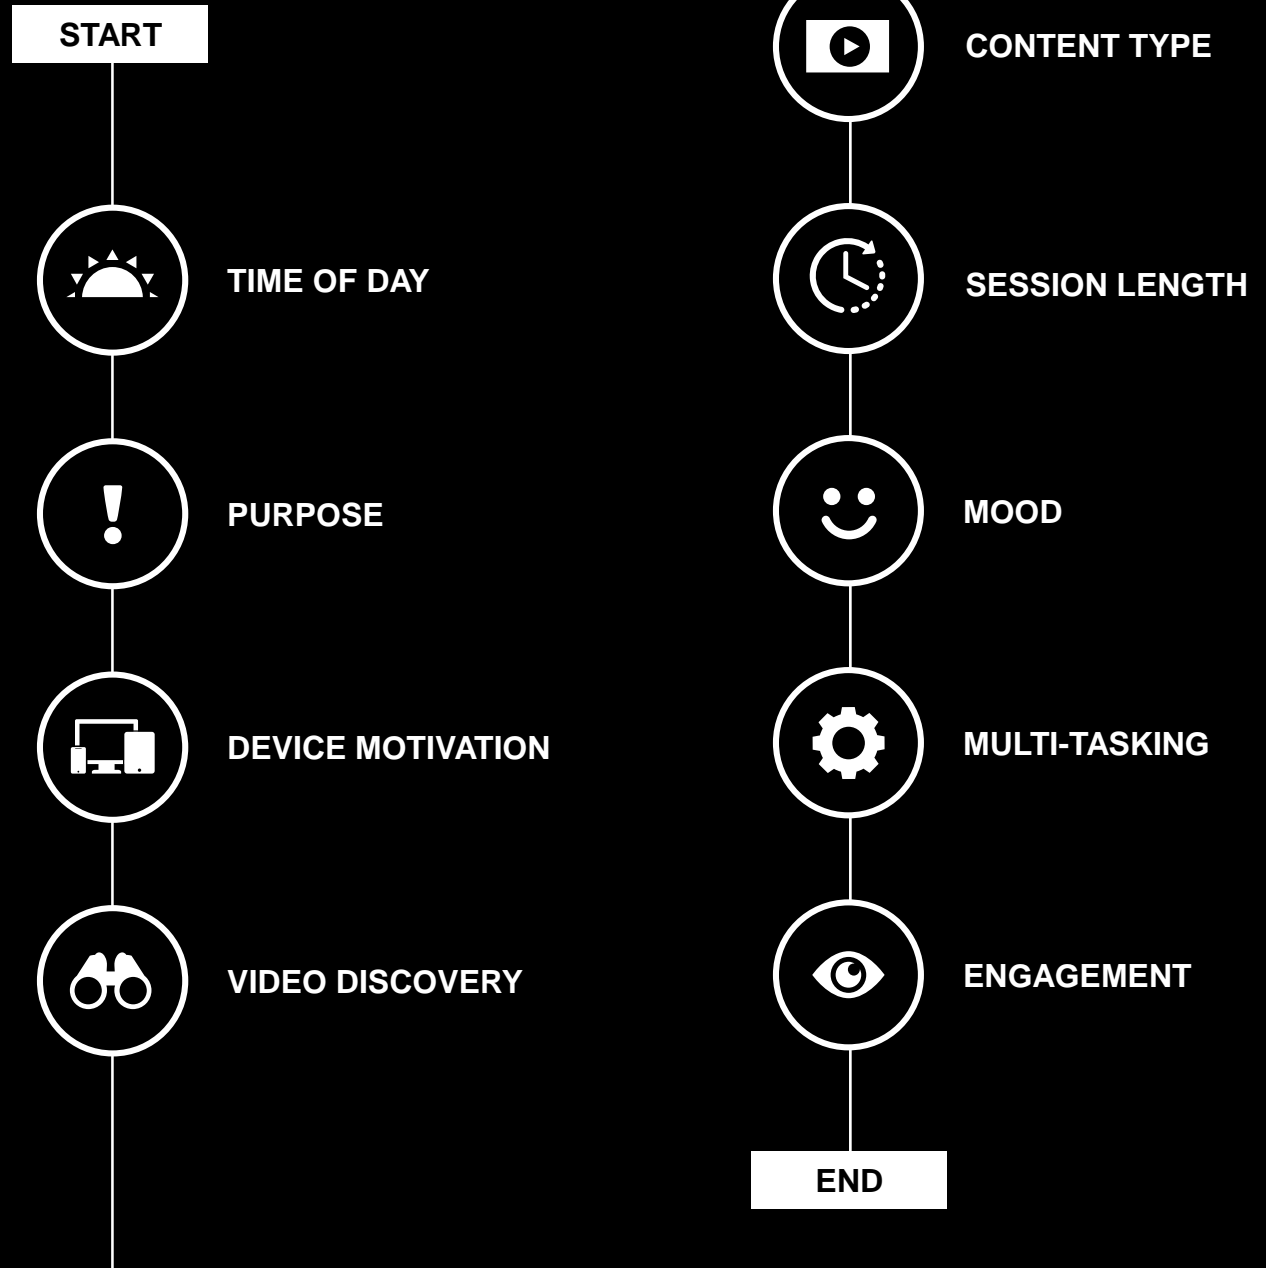 START
TIME OF DAY
PURPOSE
DEVICE MOTIVATION
VIDEO DISCOVERY
CONTENT TYPE
SESSION LENGTH
MOOD
MULTI-TASKING
ENGAGEMENT
END